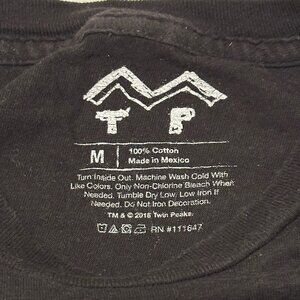 T P
M
100% Cotton
Made in Mexico
Turn Inside Out. Machine Wash Cold With
Like Colors. Only Non-Chlorine Bleach When
Needed. Tumble Dry Low. Low Iron If
Needed. Do Not Iron Decoration.
TM & © 2016 Twin Peaks.
RN #111647